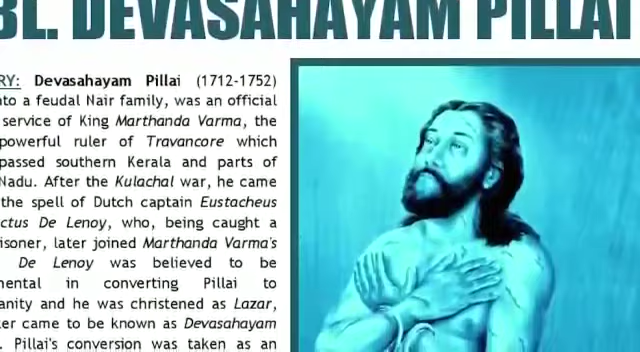 BL. DEVASAHAYAM PILLAI
RY: Devasahayam Pillai (1712-1752)
nto a feudal Nair family, was an official
service of King Marthanda Varma, the
powerful ruler of Travancore which
passed southern Kerala and parts of
Nadu. After the Kulachal war, he came
the spell of Dutch captain Eustacheus
ctus De Lenoy, who, being caught a
isoner, later joined Marthanda Varma's
De Lenoy was believed to be
mental in converting Pillai to
anity and he was christened as Lazar,
ter came to be known as Devasahayam
. Pillai's conversion was taken as an